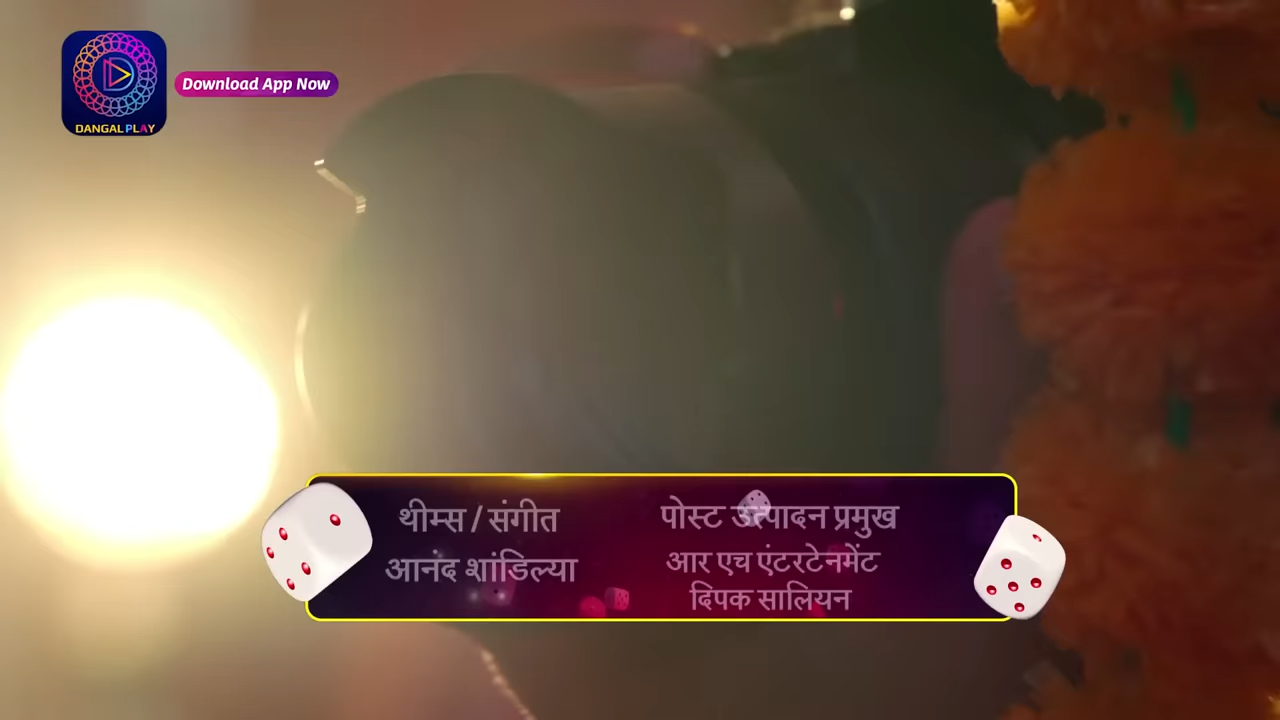 Download App Now
DANGAL PLAY
थीम्स / संगीत
आनंद शांडिल्या
पोस्ट उत्पादन प्रमुख
आर एच एंटरटेनमेंट
दिपक सालियन